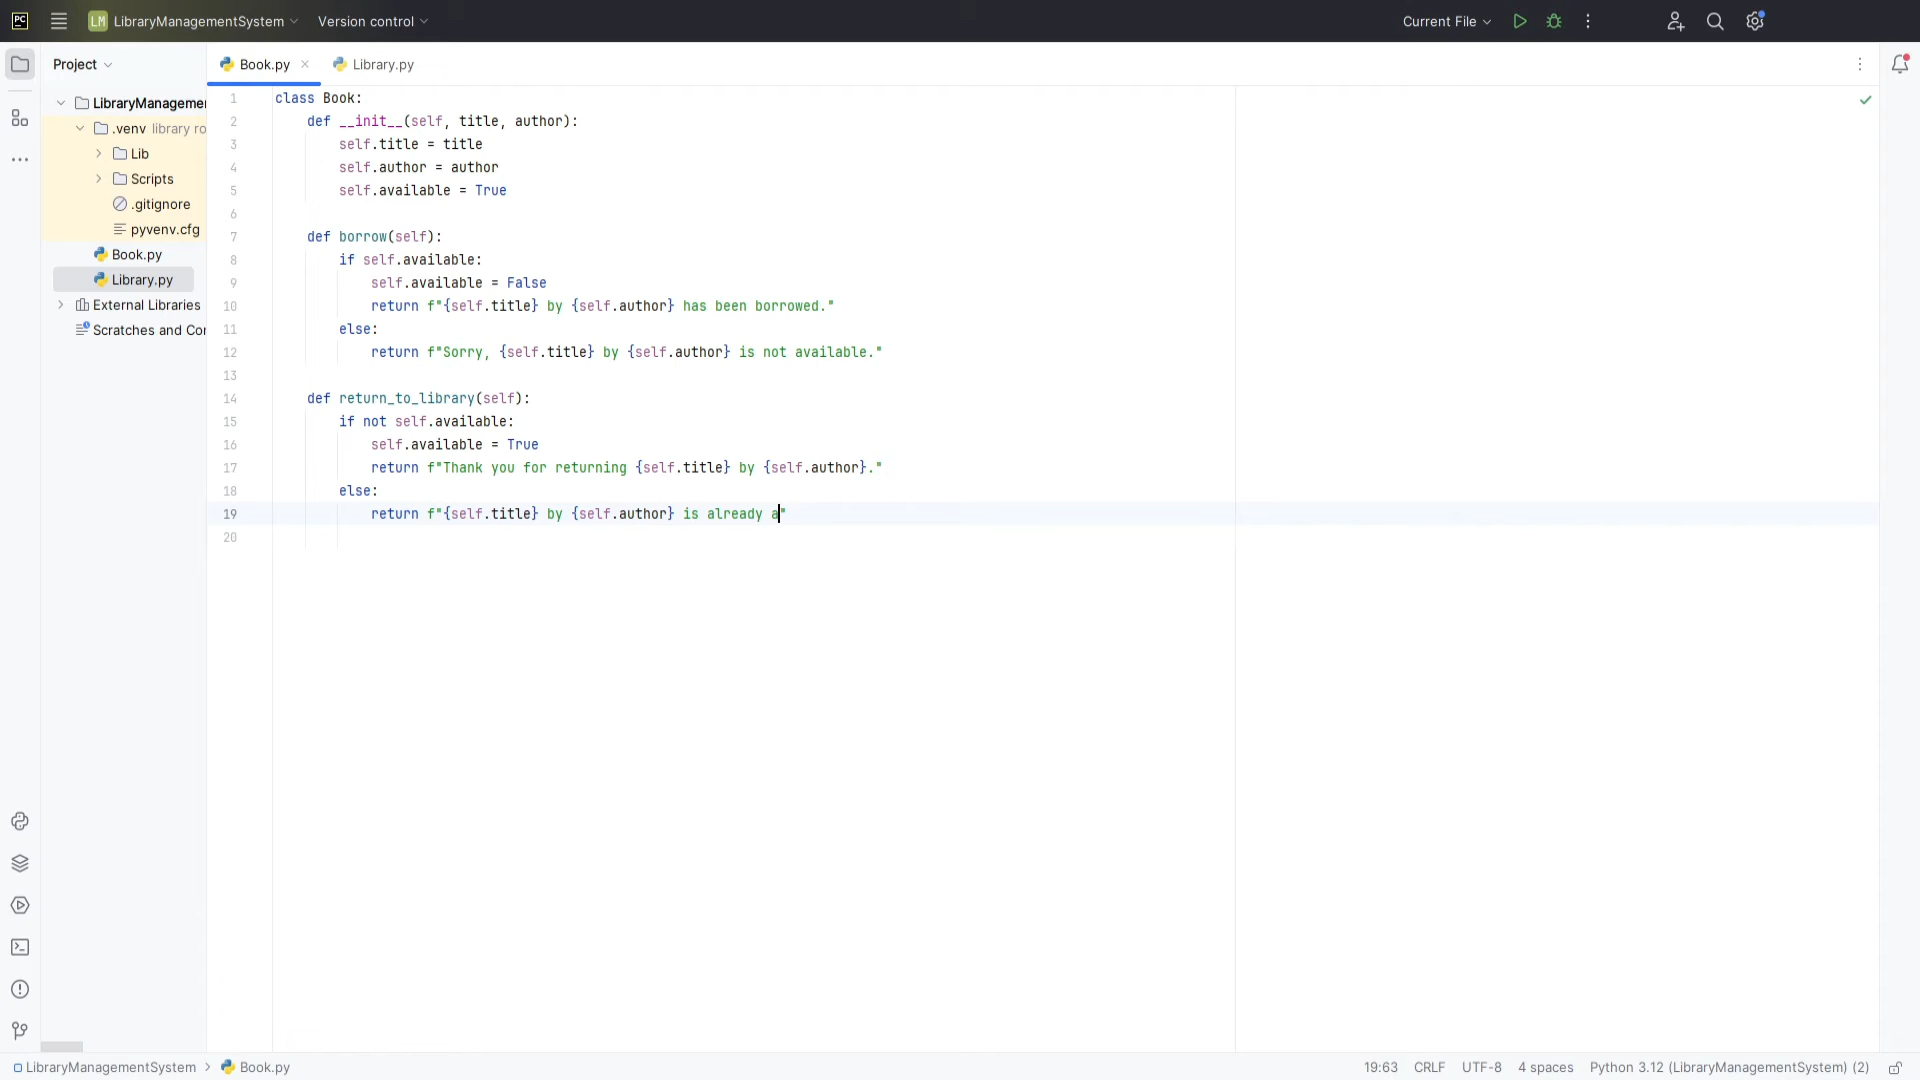 PC LM LibraryManagementSystem Version control Current File
Project
Book.py Library.py
LibraryManagemen
.venv library ro
Lib
Scripts
.gitignore
pyvenv.cfg
Book.py
Library.py
External Libraries
Scratches and Con
1 class Book:
2 def __init__(self, title, author):
3 self.title = title
4 self.author = author
5 self.available = True
6
7 def borrow(self):
8 if self.available:
9 self.available = False
10 return f"{self.title} by {self.author} has been borrowed."
11 else:
12 return f"Sorry, {self.title} by {self.author} is not available."
13
14 def return_to_library(self):
15 if not self.available:
16 self.available = True
17 return f"Thank you for returning {self.title} by {self.author}."
18 else:
19 return f"{self.title} by {self.author} is already a"
20
LibraryManagementSystem Book.py 19:63 CRLF UTF-8 4 spaces Python 3.12 (LibraryManagementSystem) (2)